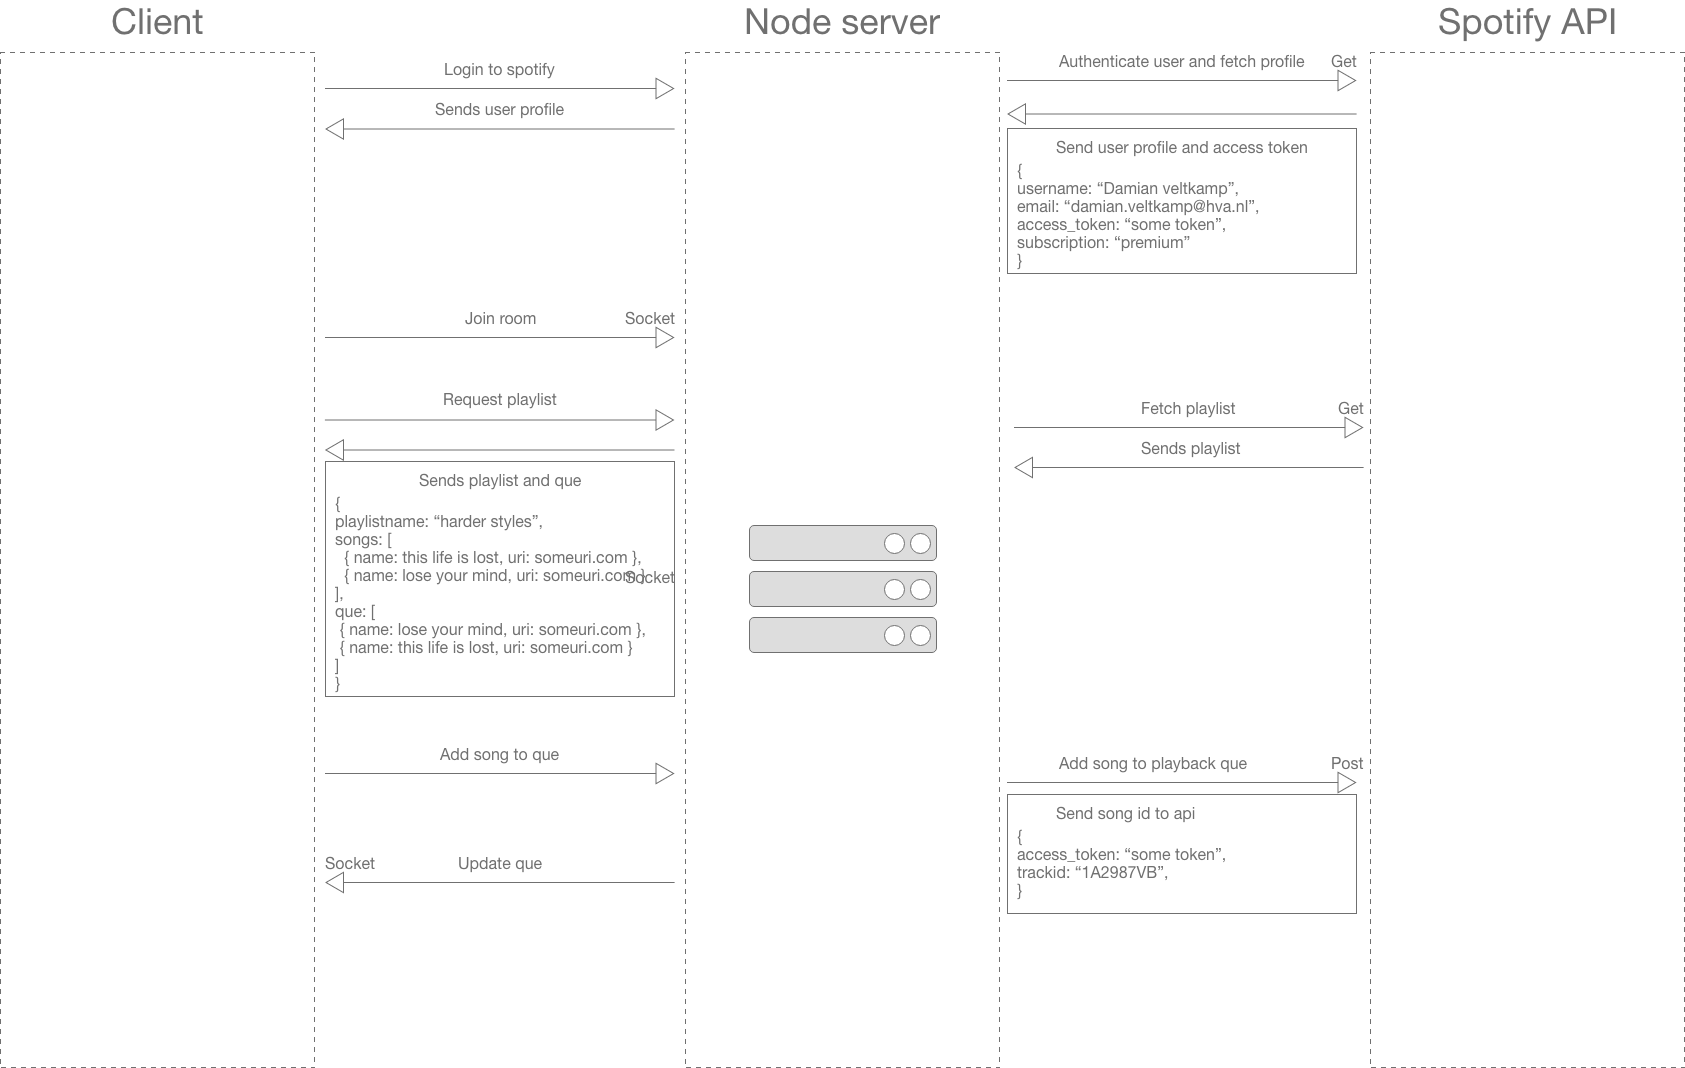 Client
Node server
Spotify API
Login to spotify
Sends user profile
Authenticate user and fetch profile
Get
Send user profile and access token
{
username: “Damian veltkamp”,
email: “damian.veltkamp@hva.nl”,
access_token: “some token”,
subscription: “premium”
}
Join room
Socket
Request playlist
Fetch playlist
Get
Sends playlist
Sends playlist and que
{
playlistname: “harder styles”,
songs: [
{ name: this life is lost, uri: someuri.com },
{ name: lose your mind, uri: someuri.com }
Socket
],
que: [
{ name: lose your mind, uri: someuri.com },
{ name: this life is lost, uri: someuri.com }
]
}
Add song to que
Add song to playback que
Post
Send song id to api
{
access_token: “some token”,
trackid: “1A2987VB”,
}
Socket
Update que